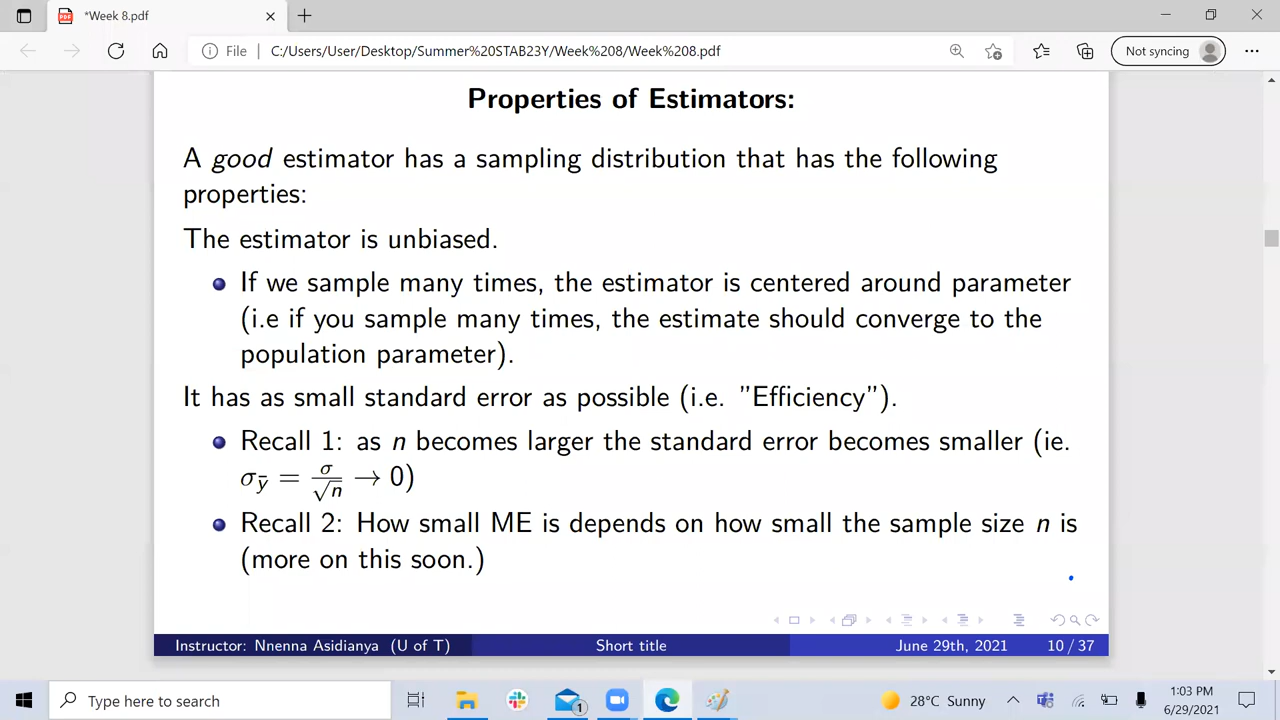 *Week 8.pdf
File
C:/Users/User/Desktop/Summer%20STAB23Y/Week%208/Week%208.pdf
Not syncing
Properties of Estimators:
A good estimator has a sampling distribution that has the following
properties:
The estimator is unbiased.
If we sample many times, the estimator is centered around parameter
(i.e if you sample many times, the estimate should converge to the
population parameter).
It has as small standard error as possible (i.e. ”Efficiency”).
Recall 1: as n becomes larger the standard error becomes smaller (ie.
σȳ = σ/√n → 0)
Recall 2: How small ME is depends on how small the sample size n is
(more on this soon.)
Instructor: Nnenna Asidianya (U of T)
Short title
June 29th, 2021
10 / 37
Type here to search
1
28°C Sunny
1:03 PM
6/29/2021